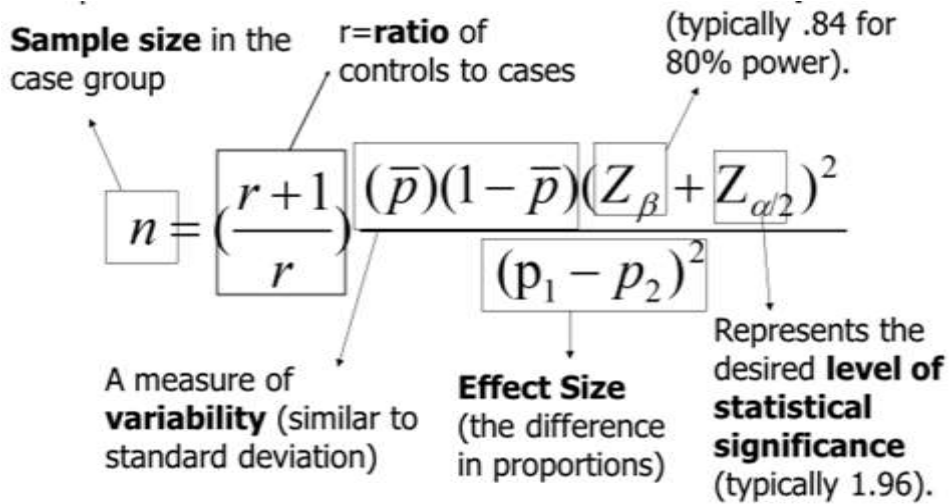 Sample size in the
case group
r=ratio of
controls to cases
(typically .84 for
80% power).
n = (r + 1 / r) (p̅)(1 − p̅)(Z_β + Z_α/2)² / (p₁ − p₂)²
A measure of
variability (similar to
standard deviation)
Effect Size
(the difference
in proportions)
Represents the
desired level of
statistical
significance
(typically 1.96).